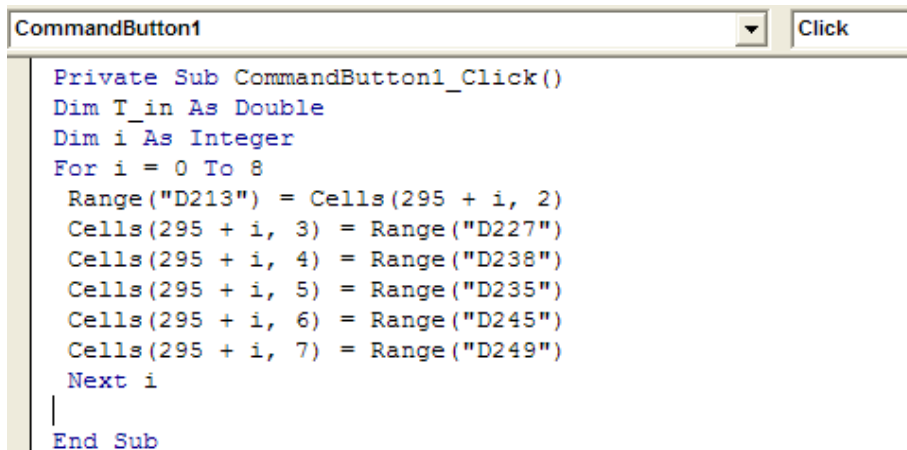 CommandButton1 Click
Private Sub CommandButton1_Click()
Dim T_in As Double
Dim i As Integer
For i = 0 To 8
Range("D213") = Cells(295 + i, 2)
Cells(295 + i, 3) = Range("D227")
Cells(295 + i, 4) = Range("D238")
Cells(295 + i, 5) = Range("D235")
Cells(295 + i, 6) = Range("D245")
Cells(295 + i, 7) = Range("D249")
Next i
End Sub